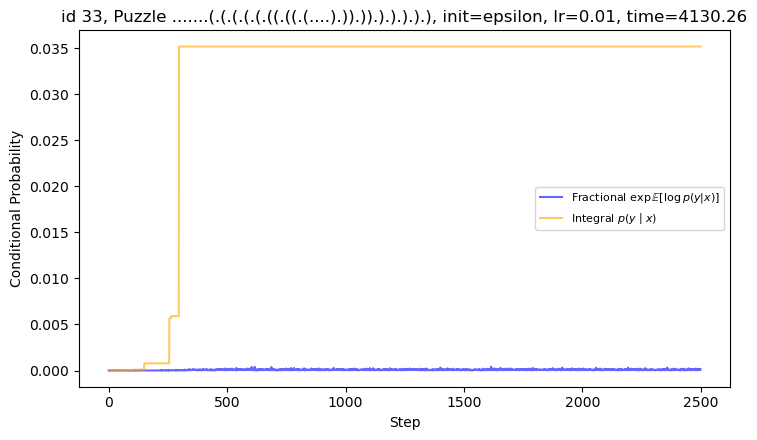 id 33, Puzzle .......(.(.(.(.(.((.((.(....).)).)).).).).).), init=epsilon, lr=0.01, time=4130.26
0.035
0.030
0.025
0.020
0.015
0.010
0.005
0.000
Conditional Probability
Fractional exp𝔼[log p(y|x)]
Integral p(y | x)
0
500
1000
1500
2000
2500
Step